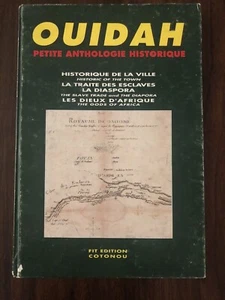 OUIDAH
PETITE ANTHOLOGIE HISTORIQUE
HISTORIQUE DE LA VILLE
HISTORIC OF THE TOWN
LA TRAITE DES ESCLAVES
LA DIASPORA
THE SLAVE TRADE and THE DIASPORA
LES DIEUX D'AFRIQUE
THE GODS OF AFRICA
FIT EDITION
COTONOU